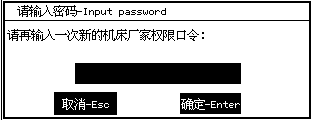 请输入密码-Input password
请再输入一次新的机床厂家权限口令:
取消-Esc 确定-Enter